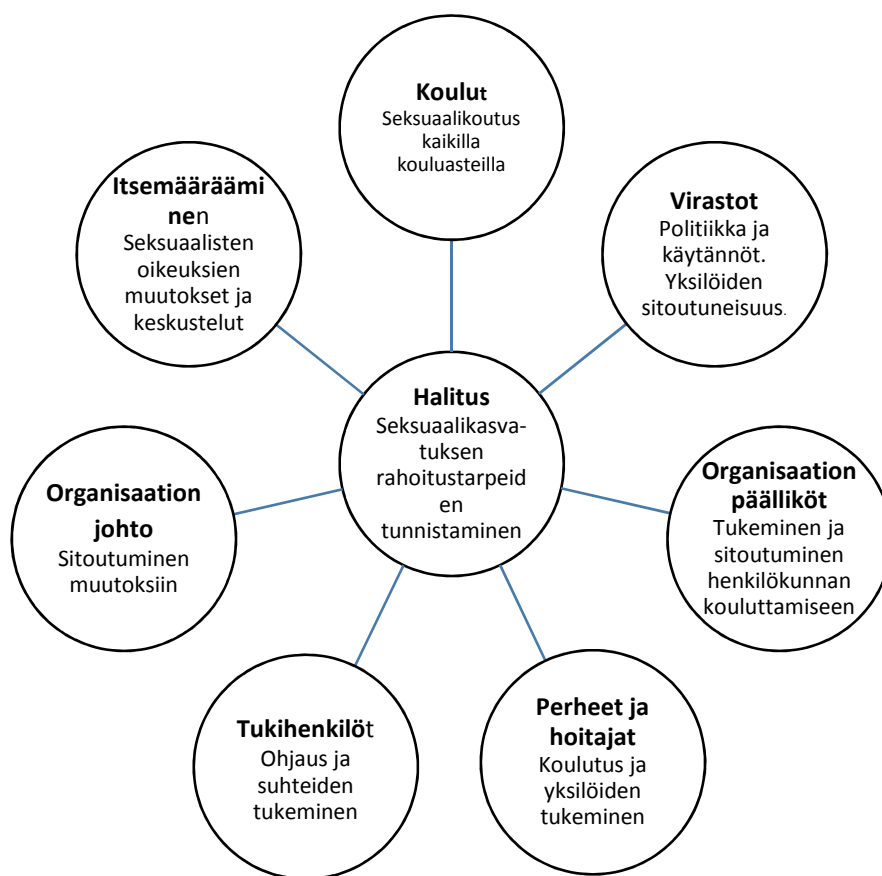 Koulut
Seksuaalikoutus
kaikilla
kouluasteilla
Itsemääräämi
nen
Seksuaalisten
oikeuksien
muutokset ja
keskustelut
Virastot
Politiikka ja
käytännöt.
Yksilöiden
sitoutuneisuus.
Halitus
Seksuaalikasva-
tuksen
rahoitustarpeid
en
tunnistaminen
Organisaation
johto
Sitoutuminen
muutoksiin
Organisaation
päälliköt
Tukeminen ja
sitoutuminen
henkilökunnan
kouluttamiseen
Tukihenkilöt
Ohjaus ja
suhteiden
tukeminen
Perheet ja
hoitajat
Koulutus ja
yksilöiden
tukeminen